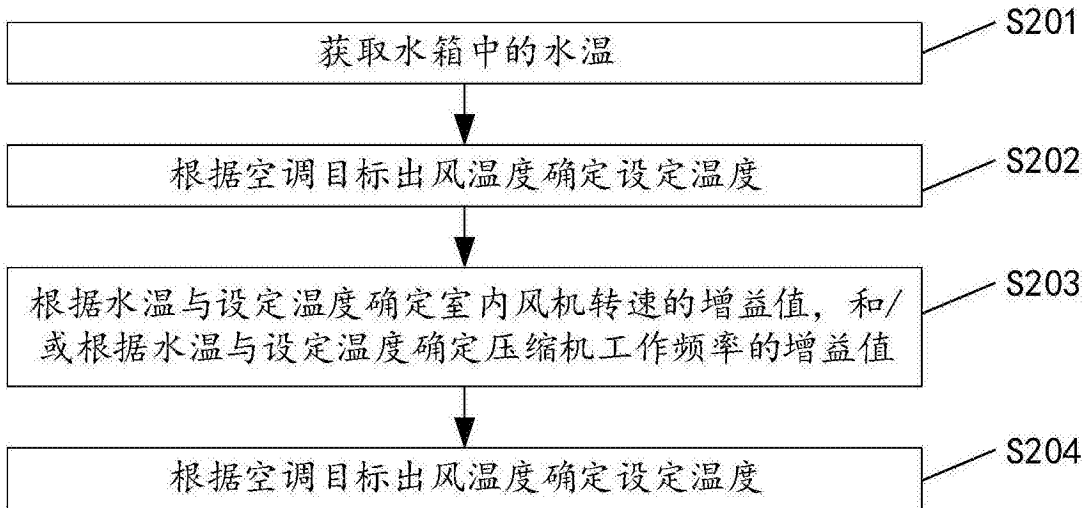 S201
获取水箱中的水温
S202
根据空调目标出风温度确定设定温度
S203
根据水温与设定温度确定室内风机转速的增益值，和/
或根据水温与设定温度确定压缩机工作频率的增益值
S204
根据空调目标出风温度确定设定温度